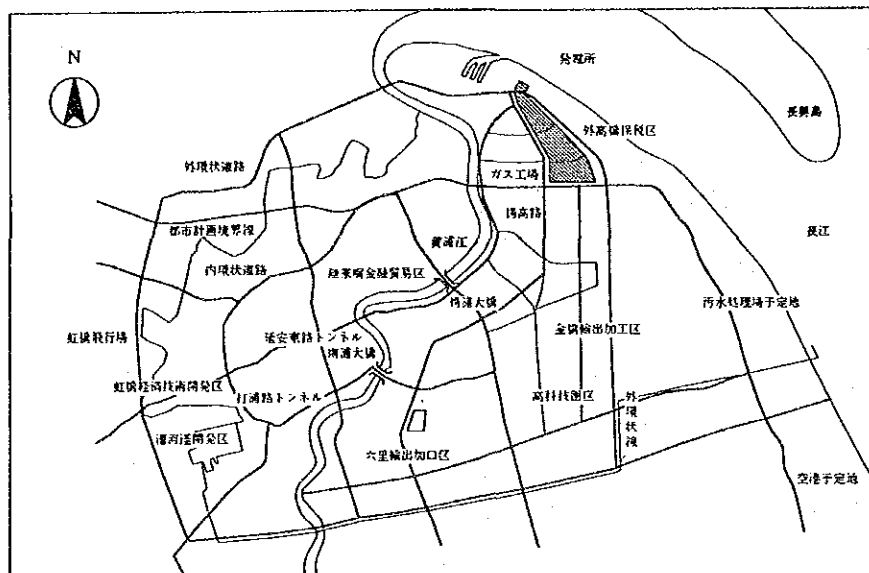 N
発電所
長興島
外高橋保税区
外環状道路
ガス工場
楊高路
都市計画境界線
黄浦江
長江
内環状道路
陸家嘴金融貿易区
楊浦大橋
汚水処理場予定地
虹橋飛行場
延安東路トンネル
金橋輸出加工区
南浦大橋
虹橋経済技術開発区
打浦路トンネル
高科技園区
外環状線
漕河涇開発区
六里輸出加口区
空港予定地